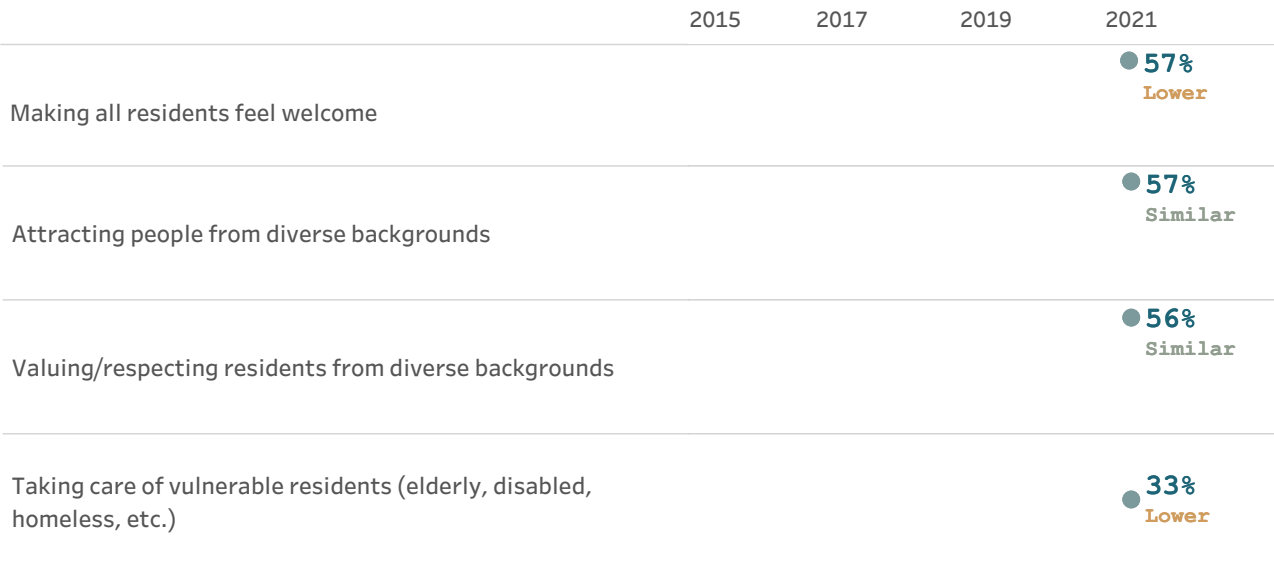 2015 2017 2019 2021
57%
Lower
Making all residents feel welcome
57%
Similar
Attracting people from diverse backgrounds
56%
Similar
Valuing/respecting residents from diverse backgrounds
Taking care of vulnerable residents (elderly, disabled,
homeless, etc.)
33%
Lower